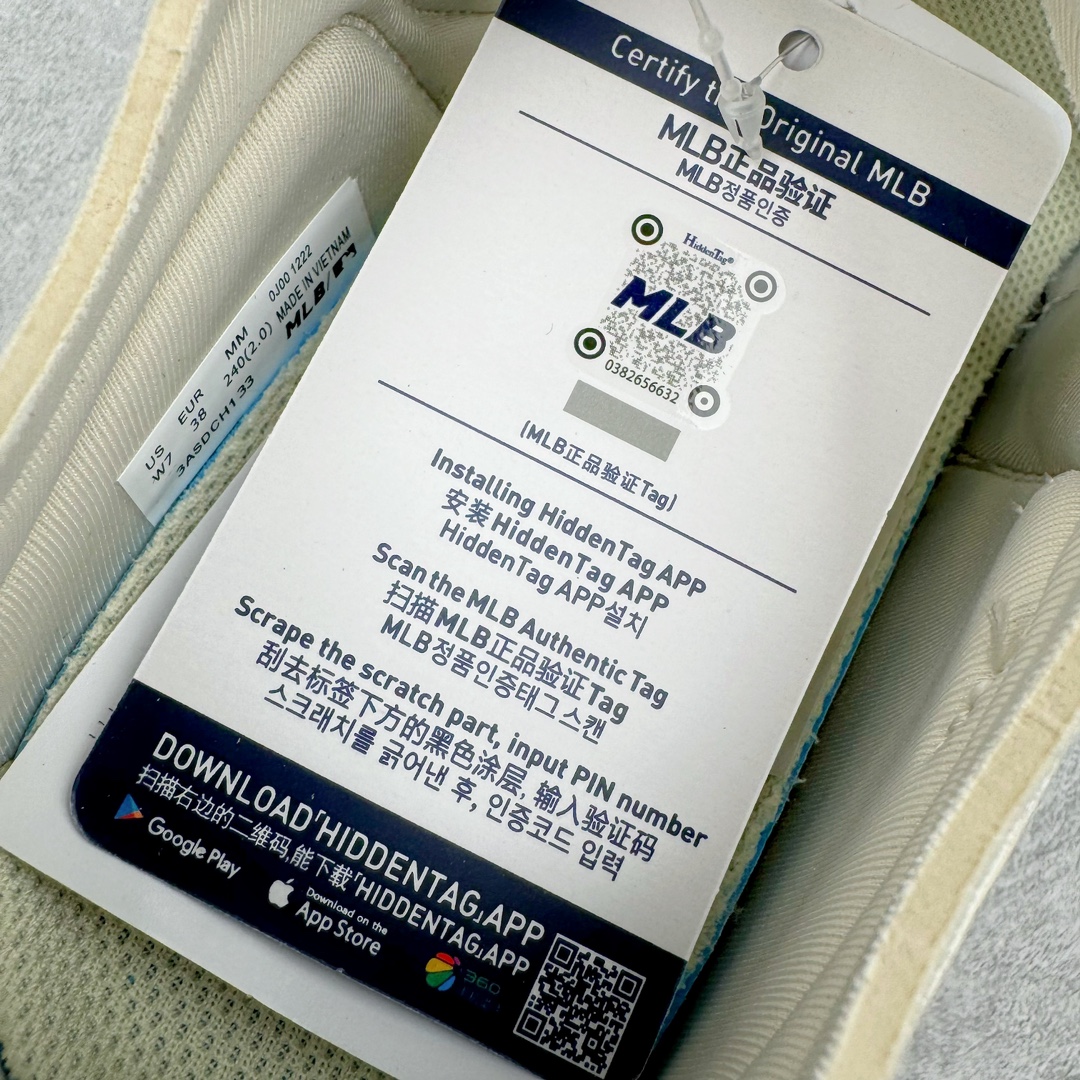 Certify t Original MLB
MLB正品验证
MLB정품인증
HiddenTag®
MLB
0382656632
[MLB正品验证Tag]
Installing HiddenTag APP
安装HiddenTag APP
HiddenTag APP설치
Scan the MLB Authentic Tag
扫描MLB正品验证Tag
MLB정품인증태그 스캔
Scrape the scratch part, input PIN number
刮去标签下方的黑色涂层, 输入验证码
스크래치를 긁어낸 후, 인증코드 입력
DOWNLOAD「HIDDENTAG」APP
扫描右边的二维码,能下载「HIDDENTAG」APP
Google Play
Download on the
App Store
360
US EUR MM 0J00 1222
W7 38 240(2.0) MADE IN VIETNAM
3ASDCH133 MLB/